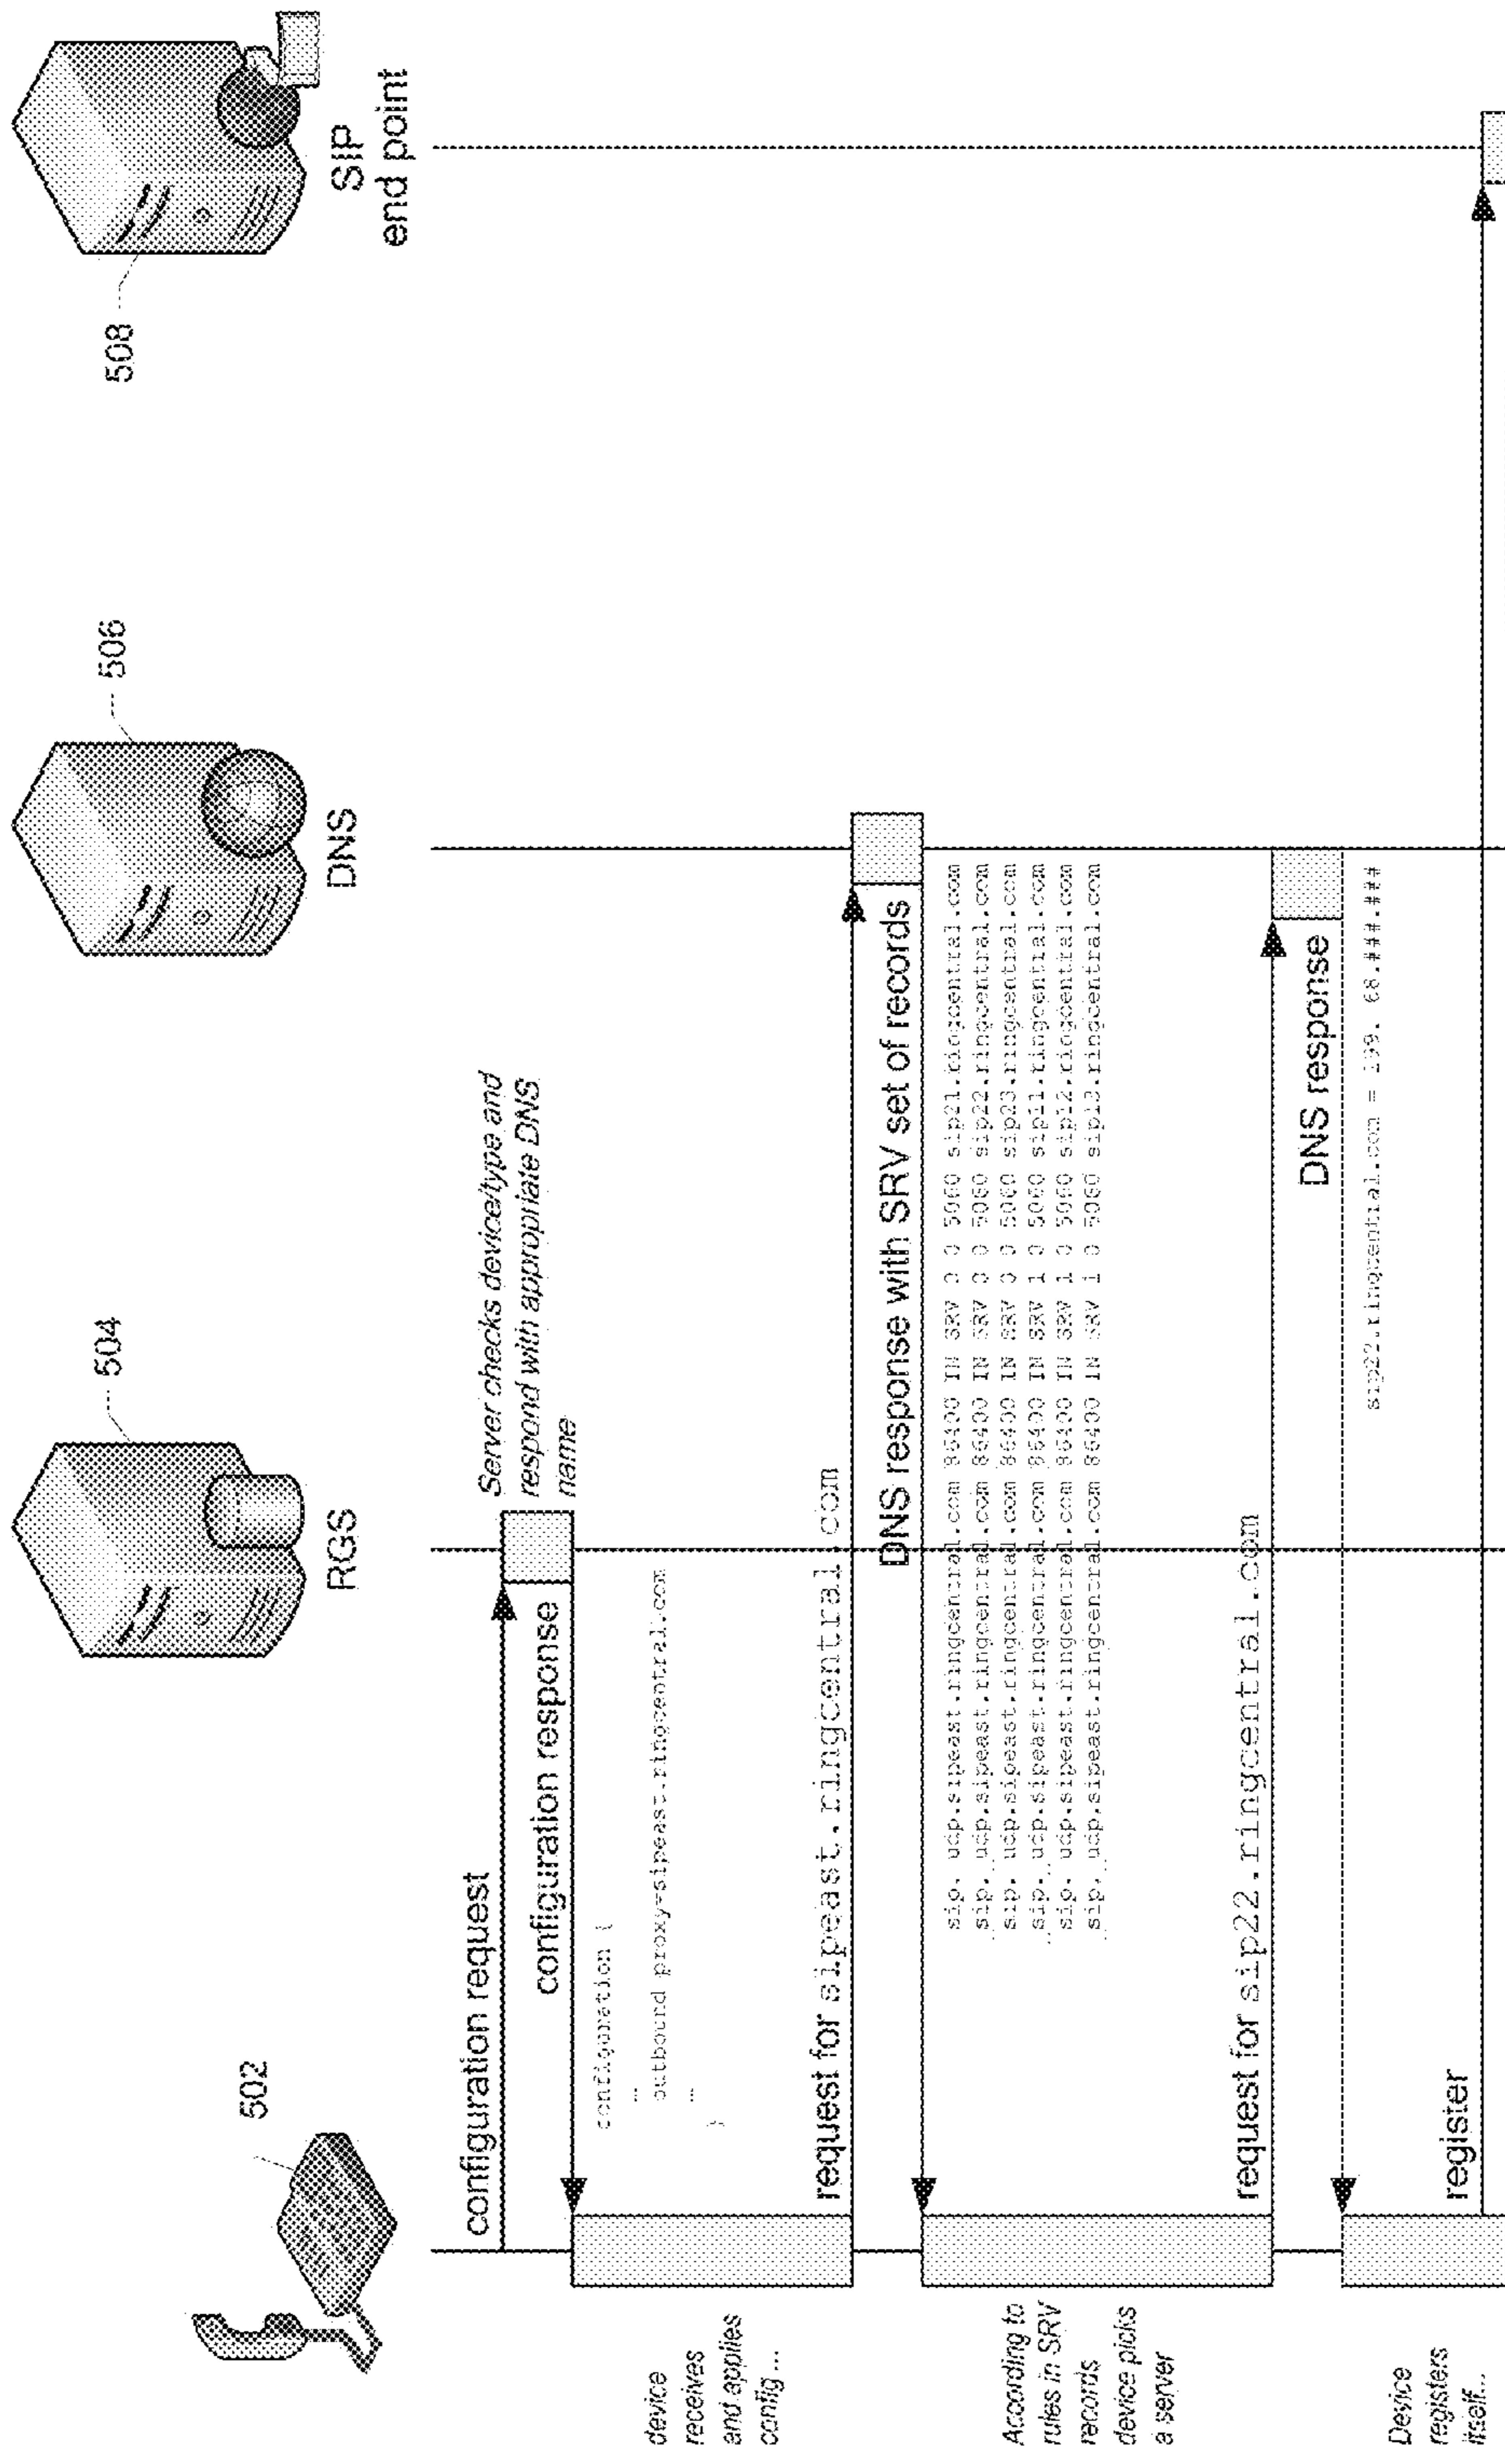 502
504
506
508
RGS
DNS
SIP
end point
configuration request
Server checks device/type and
respond with appropriate DNS
name
configuration response
configuration {
...
outbound proxy=sipeast.ringcentral.com
...
}
device
receives
and applies
config ...
request for sipeast.ringcentral.com
DNS response with SRV set of records
_sip._udp.sipeast.ringcentral.com 86400 IN SRV 0 0 5060 sip21.ringcentral.com
_sip._udp.sipeast.ringcentral.com 86400 IN SRV 0 0 5060 sip22.ringcentral.com
_sip._udp.sipeast.ringcentral.com 86400 IN SRV 0 0 5060 sip23.ringcentral.com
_sip._udp.sipeast.ringcentral.com 86400 IN SRV 1 0 5060 sip11.ringcentral.com
_sip._udp.sipeast.ringcentral.com 86400 IN SRV 1 0 5060 sip12.ringcentral.com
_sip._udp.sipeast.ringcentral.com 86400 IN SRV 1 0 5060 sip13.ringcentral.com
According to
rules in SRV
records
device picks
a server
request for sip22.ringcentral.com
DNS response
sip22.ringcentral.com = 199. 68.###.###
Device
registers
itself...
register